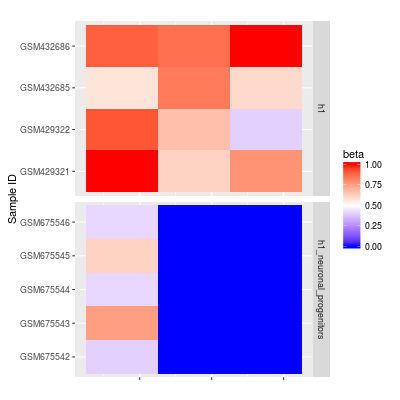 GSM432686
GSM432685
GSM429322
GSM429321
h1
GSM675546
GSM675545
GSM675544
GSM675543
GSM675542
h1_neuronal_progenitors
Sample ID
beta
1.00
0.75
0.50
0.25
0.00